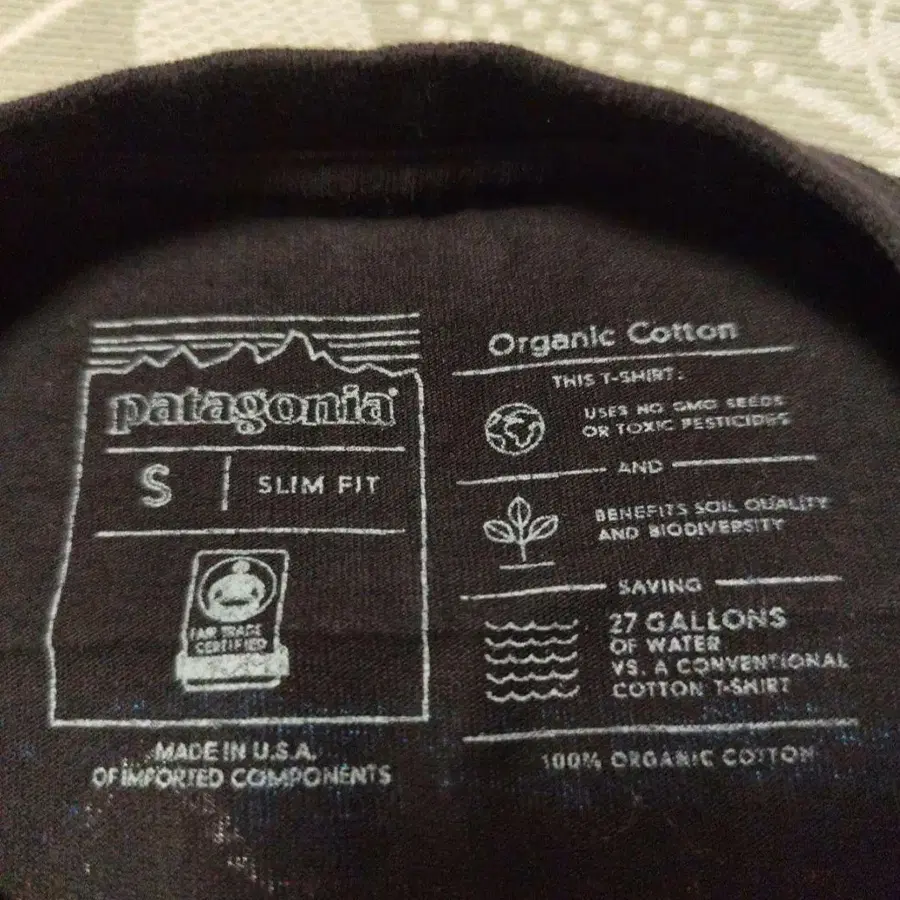 patagonia®
S | SLIM FIT
FAIR TRADE
CERTIFIED
MADE IN U.S.A.
OF IMPORTED COMPONENTS
Organic Cotton
THIS T-SHIRT:
USES NO GMO SEEDS
OR TOXIC PESTICIDES
AND
BENEFITS SOIL QUALITY
AND BIODIVERSITY
SAVING
27 GALLONS
OF WATER
VS. A CONVENTIONAL
COTTON T-SHIRT
100% ORGANIC COTTON